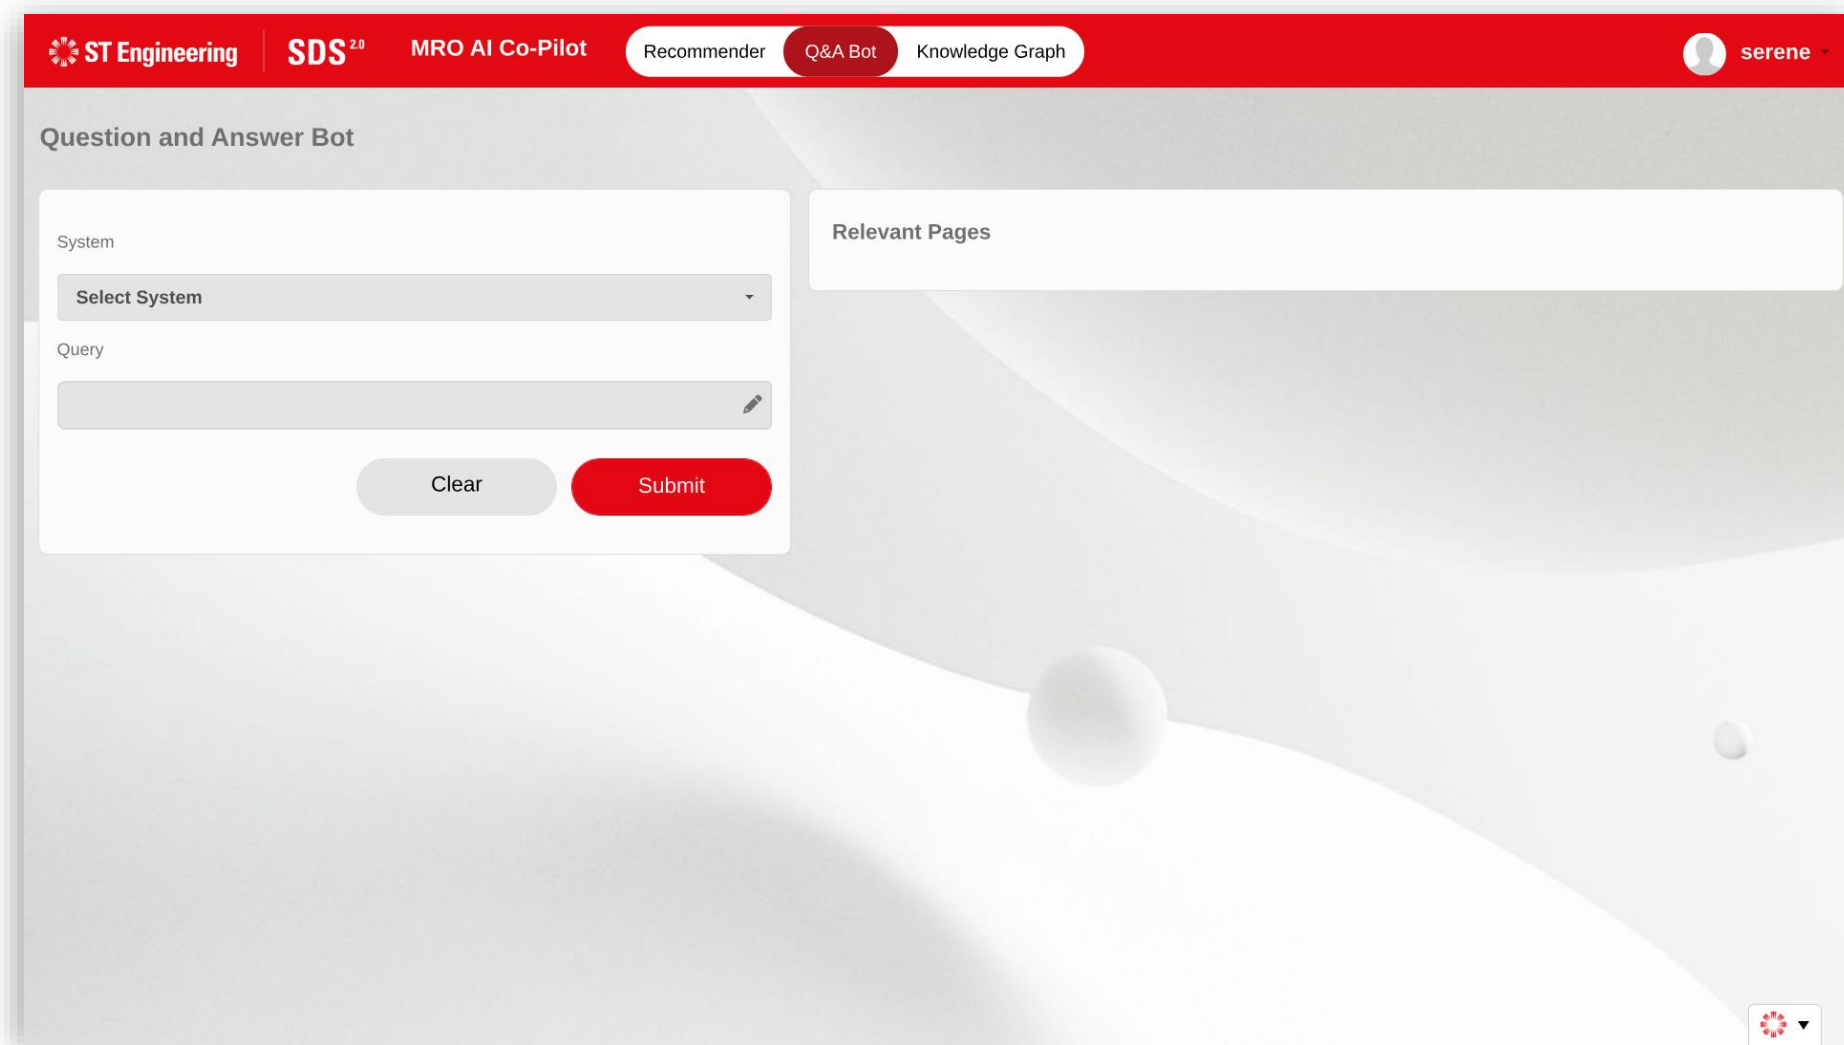 ST Engineering SDS 2.0 MRO AI Co-Pilot Recommender Q&A Bot Knowledge Graph serene
Question and Answer Bot
System
Select System
Query
Clear Submit
Relevant Pages